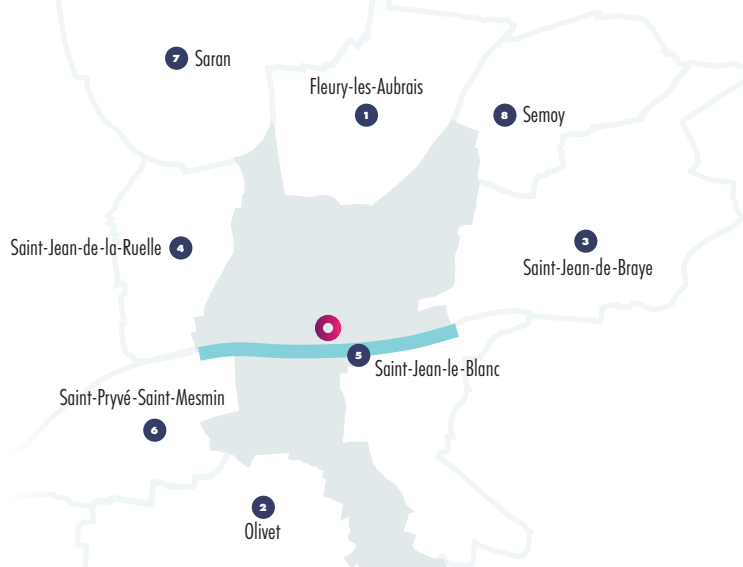 7 Saran
Fleury-les-Aubrais
1
8 Semoy
Saint-Jean-de-la-Ruelle 4
3
Saint-Jean-de-Braye
5
Saint-Jean-le-Blanc
Saint-Pryvé-Saint-Mesmin
6
2
Olivet